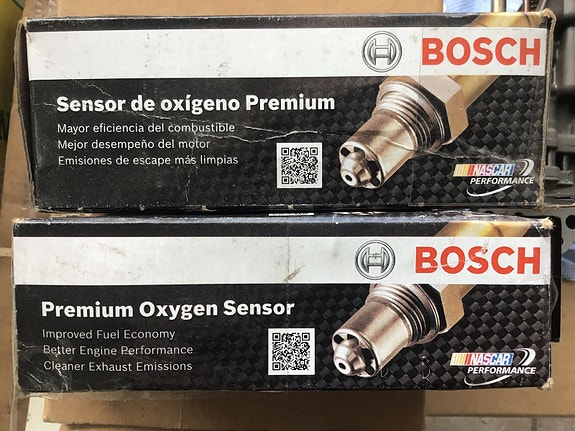 BOSCH
Sensor de oxígeno Premium
Mayor eficiencia del combustible
Mejor desempeño del motor
Emisiones de escape más limpias
NASCAR
PERFORMANCE
BOSCH
Premium Oxygen Sensor
Improved Fuel Economy
Better Engine Performance
Cleaner Exhaust Emissions
NASCAR
PERFORMANCE